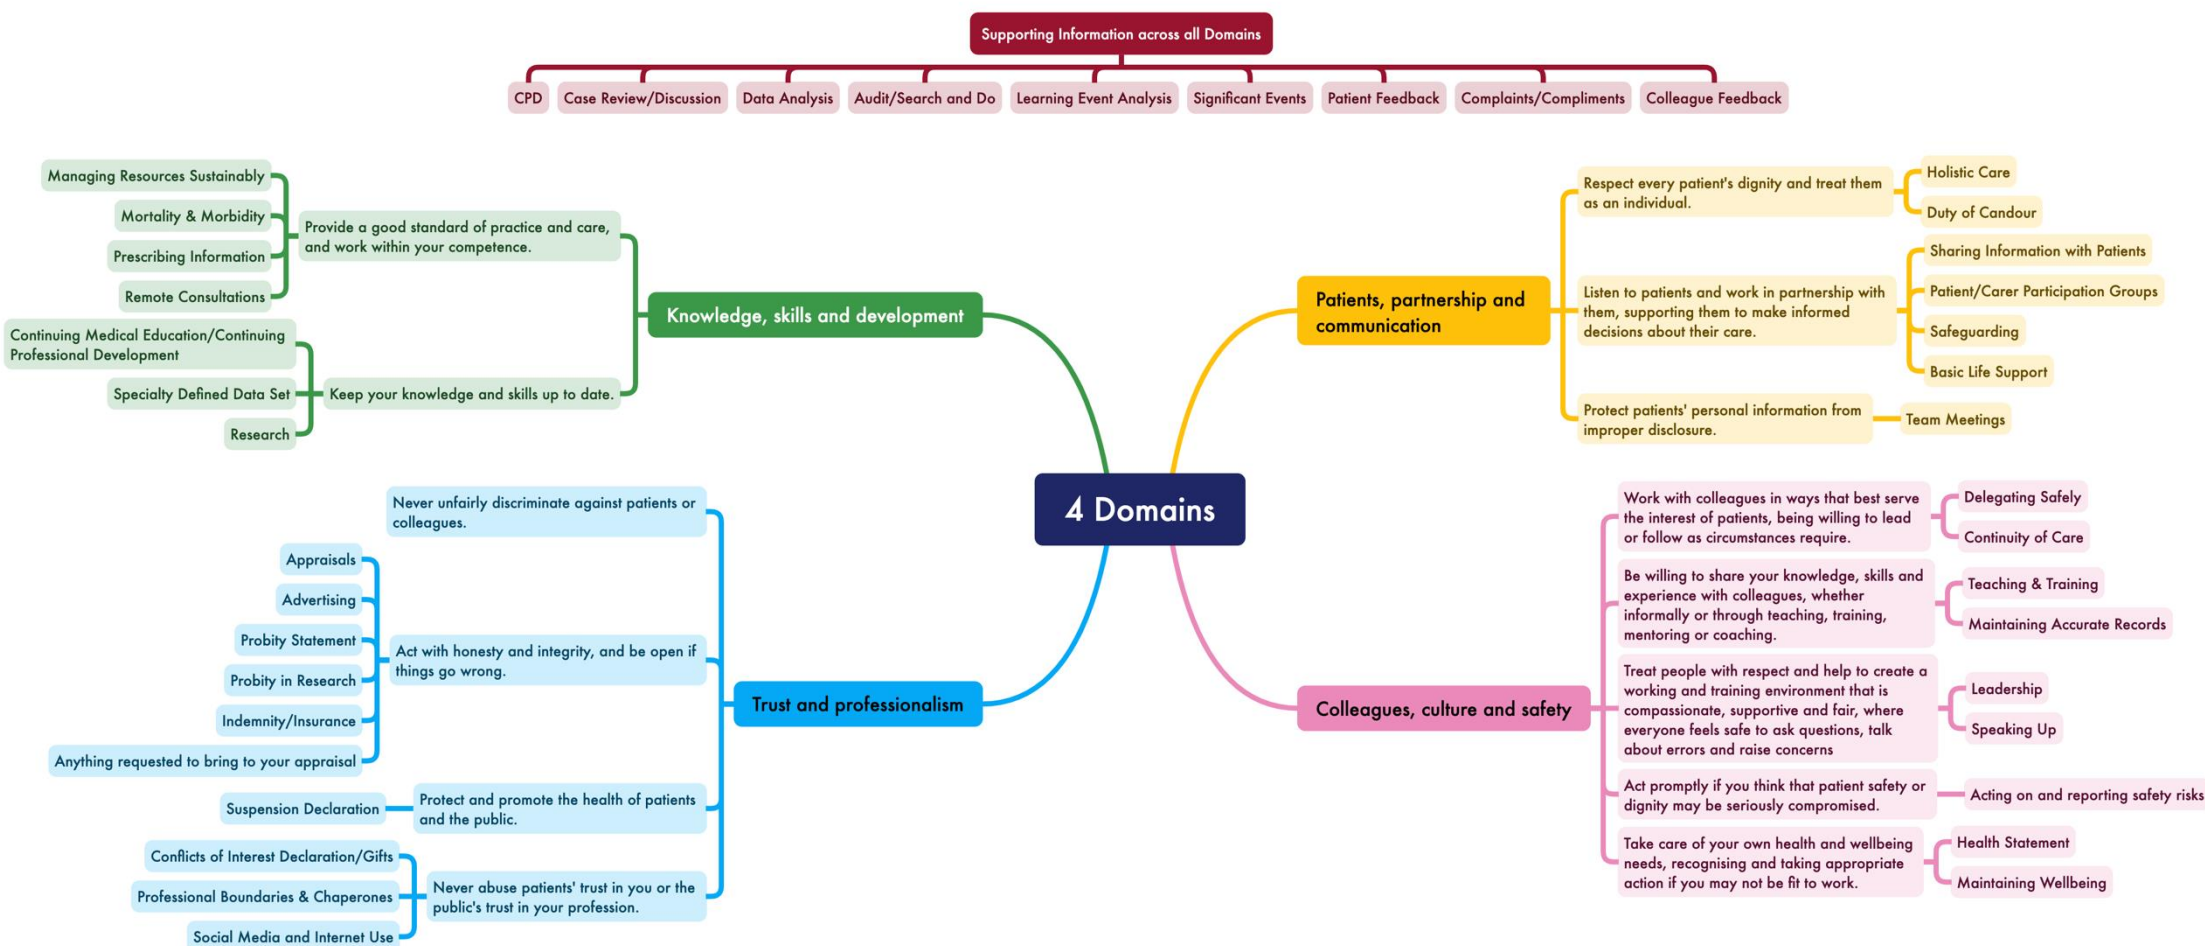 Supporting Information across all Domains
CPD
Case Review/Discussion
Data Analysis
Audit/Search and Do
Learning Event Analysis
Significant Events
Patient Feedback
Complaints/Compliments
Colleague Feedback
Managing Resources Sustainably
Mortality & Morbidity
Prescribing Information
Remote Consultations
Provide a good standard of practice and care,
and work within your competence.
Continuing Medical Education/Continuing
Professional Development
Specialty Defined Data Set
Research
Keep your knowledge and skills up to date.
Knowledge, skills and development
Patients, partnership and
communication
Respect every patient's dignity and treat them
as an individual.
Holistic Care
Duty of Candour
Listen to patients and work in partnership with
them, supporting them to make informed
decisions about their care.
Sharing Information with Patients
Patient/Carer Participation Groups
Safeguarding
Basic Life Support
Protect patients' personal information from
improper disclosure.
Team Meetings
4 Domains
Never unfairly discriminate against patients or
colleagues.
Appraisals
Advertising
Probity Statement
Probity in Research
Indemnity/Insurance
Anything requested to bring to your appraisal
Act with honesty and integrity, and be open if
things go wrong.
Suspension Declaration
Protect and promote the health of patients
and the public.
Conflicts of Interest Declaration/Gifts
Professional Boundaries & Chaperones
Social Media and Internet Use
Never abuse patients' trust in you or the
public's trust in your profession.
Trust and professionalism
Colleagues, culture and safety
Work with colleagues in ways that best serve
the interest of patients, being willing to lead
or follow as circumstances require.
Delegating Safely
Continuity of Care
Be willing to share your knowledge, skills and
experience with colleagues, whether
informally or through teaching, training,
mentoring or coaching.
Teaching & Training
Maintaining Accurate Records
Treat people with respect and help to create a
working and training environment that is
compassionate, supportive and fair, where
everyone feels safe to ask questions, talk
about errors and raise concerns
Leadership
Speaking Up
Act promptly if you think that patient safety or
dignity may be seriously compromised.
Acting on and reporting safety risks
Take care of your own health and wellbeing
needs, recognising and taking appropriate
action if you may not be fit to work.
Health Statement
Maintaining Wellbeing